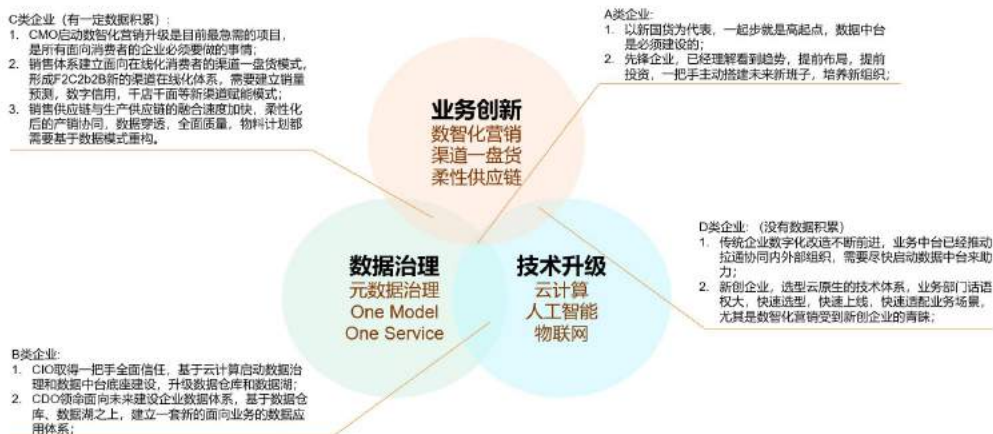 C类企业（有一定数据积累）：
1. CMO启动数智化营销升级是目前最急需的项目，
是所有面向消费者的企业必须要做的事情；
2. 销售体系建立面向在线化消费者的渠道一盘货模式，
形成F2C2b2B新的渠道在线化体系，需要建立销量
预测，数字信用，千店千面等新渠道赋能模式；
3. 销售供应链与生产供应链的融合速度加快，柔性化
后的产销协同，数据穿透，全面质量，物料计划都
需要基于数据模式重构。
A类企业：
1. 以新国货为代表，一起步就是高起点，数据中台
是必须建设的；
2. 先锋企业，已经理解看到趋势，提前布局，提前
投资，一把手主动搭建未来新班子，培养新组织；
业务创新
数智化营销
渠道一盘货
柔性供应链
数据治理
元数据治理
One Model
One Service
技术升级
云计算
人工智能
物联网
D类企业：（没有数据积累）
1. 传统企业数字化改造不断前进，业务中台已经推动
拉通协同内外部组织，需要尽快启动数据中台来助
力；
2. 新创企业，选型云原生的技术体系，业务部门话语
权大，快速选型，快速上线，快速适配业务场景，
尤其是数智化营销受到新创企业的青睐；
B类企业：
1. CIO取得一把手全面信任，基于云计算启动数据治
理和数据中台底座建设，升级数据仓库和数据湖；
2. CDO领命面向未来建设企业数据体系，基于数据仓
库、数据湖之上，建立一套新的面向业务的数据应
用体系；